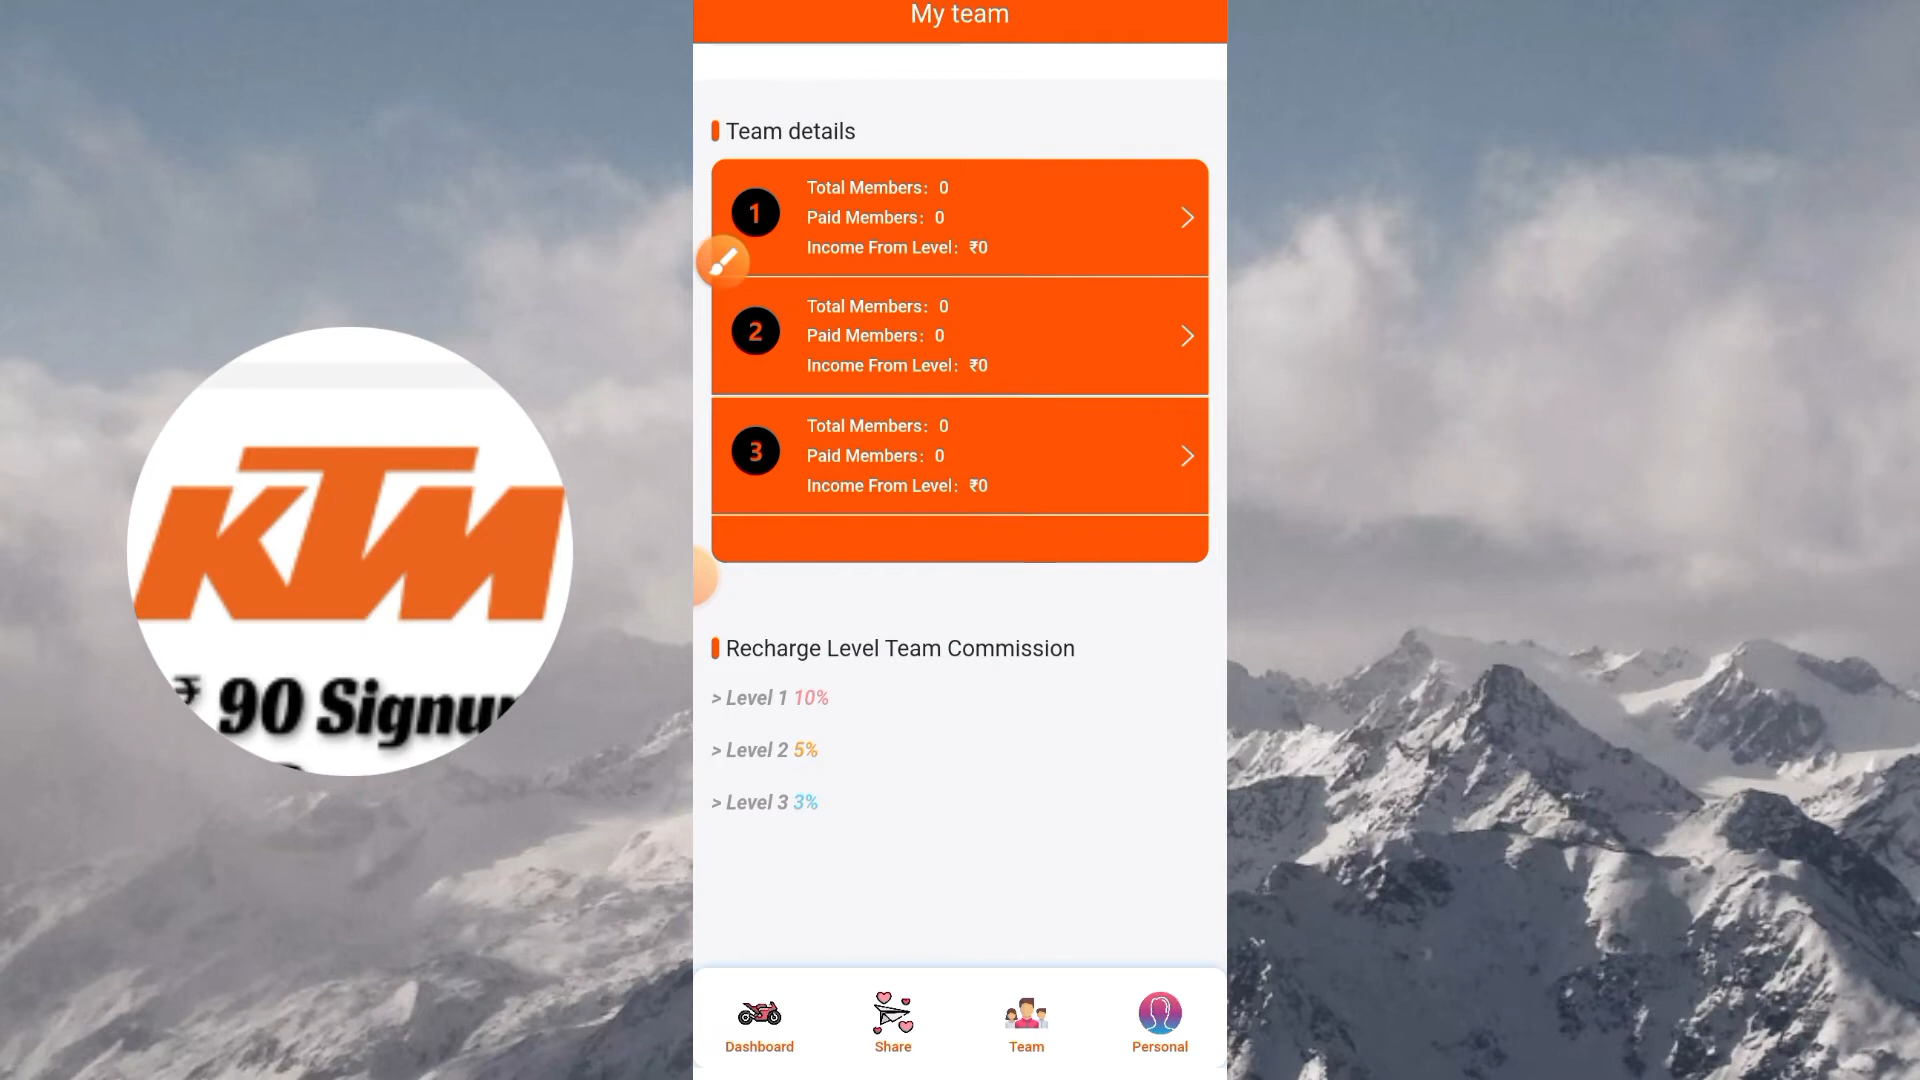 My team
Team details
1
Total Members: 0
Paid Members: 0
Income From Level: ₹0
2
Total Members: 0
Paid Members: 0
Income From Level: ₹0
3
Total Members: 0
Paid Members: 0
Income From Level: ₹0
KTM
₹ 90 Signup
Recharge Level Team Commission
> Level 1 10%
> Level 2 5%
> Level 3 3%
Dashboard
Share
Team
Personal